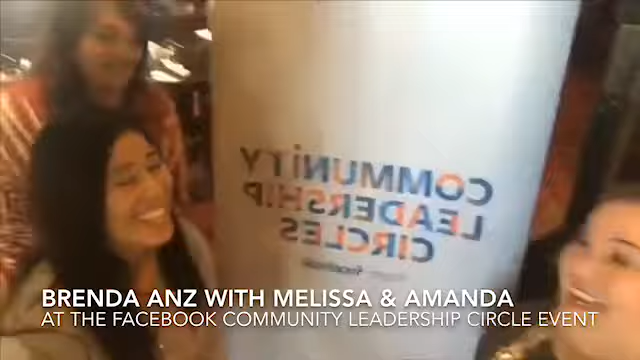 COMMUNITY
LEADERSHIP
CIRCLES
BRENDA ANZ WITH MELISSA & AMANDA
AT THE FACEBOOK COMMUNITY LEADERSHIP CIRCLE EVENT